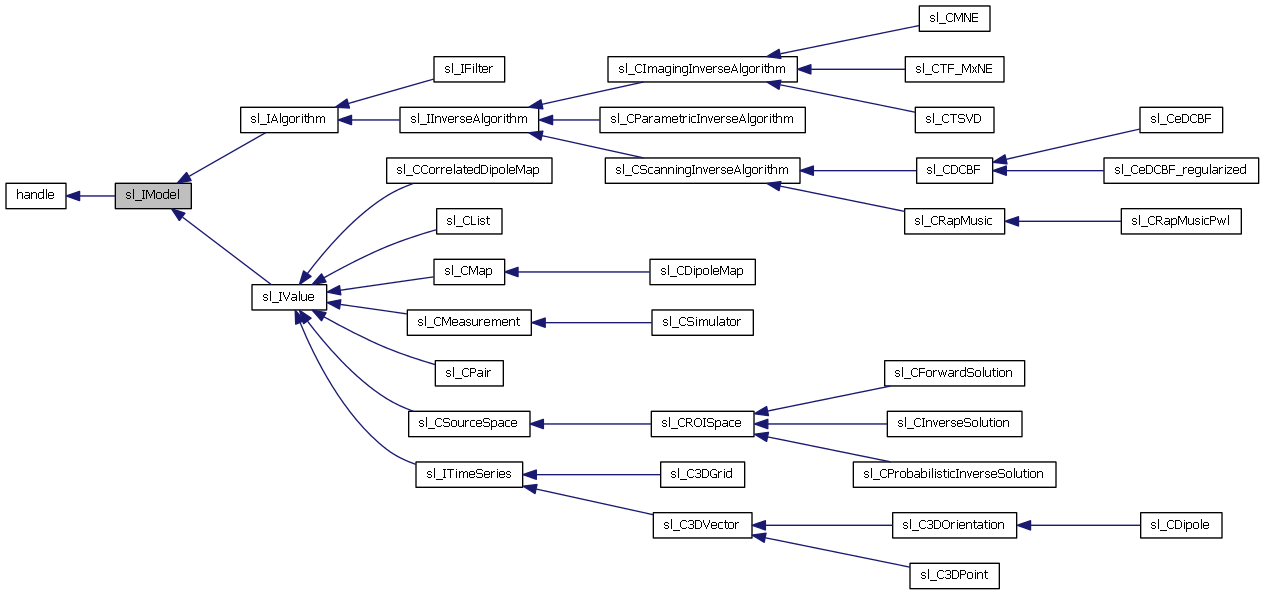 sl_CMNE
sl_IFilter
sl_CImagingInverseAlgorithm
sl_CTF_MxNE
sl_IAlgorithm
sl_IInverseAlgorithm
sl_CParametricInverseAlgorithm
sl_CTSVD
sl_CeDCBF
sl_CCorrelatedDipoleMap
sl_CScanningInverseAlgorithm
sl_CDCBF
sl_CeDCBF_regularized
handle
sl_IModel
sl_CList
sl_CRapMusic
sl_CRapMusicPwl
sl_CMap
sl_CDipoleMap
sl_IValue
sl_CMeasurement
sl_CSimulator
sl_CPair
sl_CForwardSolution
sl_CSourceSpace
sl_CROISpace
sl_CInverseSolution
sl_ITimeSeries
sl_C3DGrid
sl_CProbabilisticInverseSolution
sl_C3DVector
sl_C3DOrientation
sl_CDipole
sl_C3DPoint